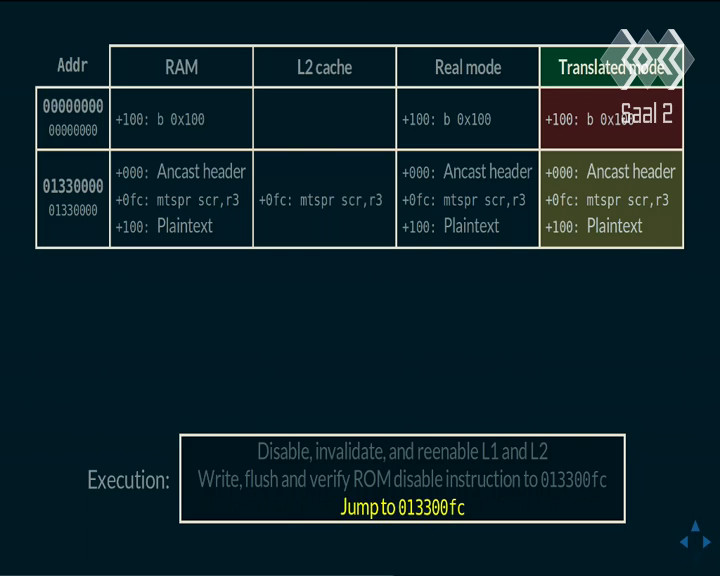 Addr RAM L2 cache Real mode Translated mode
Saal 2
00000000
00000000
+100: b 0x100 +100: b 0x100 +100: b 0x100
01330000
01330000
+000: Ancast header +000: Ancast header +000: Ancast header
+0fc: mtspr scr,r3 +0fc: mtspr scr,r3 +0fc: mtspr scr,r3 +0fc: mtspr scr,r3
+100: Plaintext +100: Plaintext +100: Plaintext
Disable, invalidate, and reenable L1 and L2
Execution: Write, flush and verify ROM disable instruction to 013300fc
Jump to 013300fc